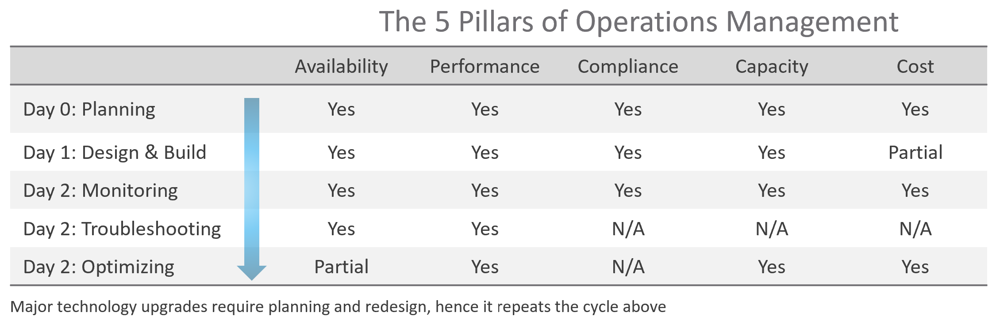 The 5 Pillars of Operations Management
Availability Performance Compliance Capacity Cost
Day 0: Planning Yes Yes Yes Yes Yes
Day 1: Design & Build Yes Yes Yes Yes Partial
Day 2: Monitoring Yes Yes Yes Yes Yes
Day 2: Troubleshooting Yes Yes N/A N/A N/A
Day 2: Optimizing Partial Yes N/A Yes Yes
Major technology upgrades require planning and redesign, hence it repeats the cycle above